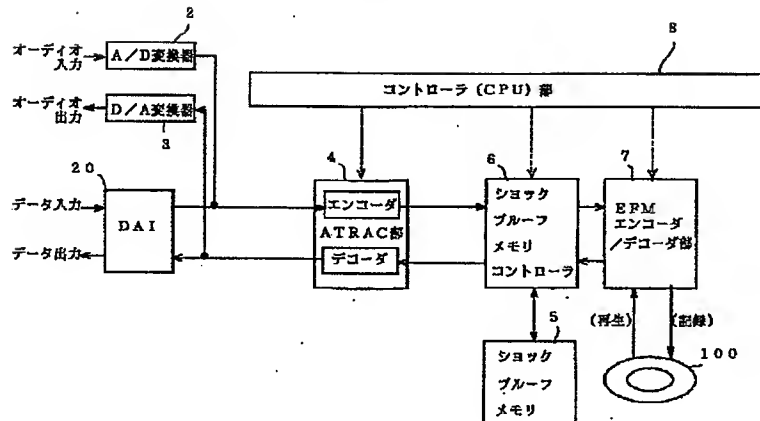 2
オーディオ
入力
A/D変換器
8
コントローラ(CPU)部
オーディオ
出力
D/A変換器
3
20
データ入力
DAI
データ出力
4
エンコーダ
ATRAC部
デコーダ
6
ショック
プルーフ
メモリ
コントローラ
7
EFM
エンコーダ
/デコーダ部
(再生)
(記録)
5
ショック
プルーフ
メモリ
100